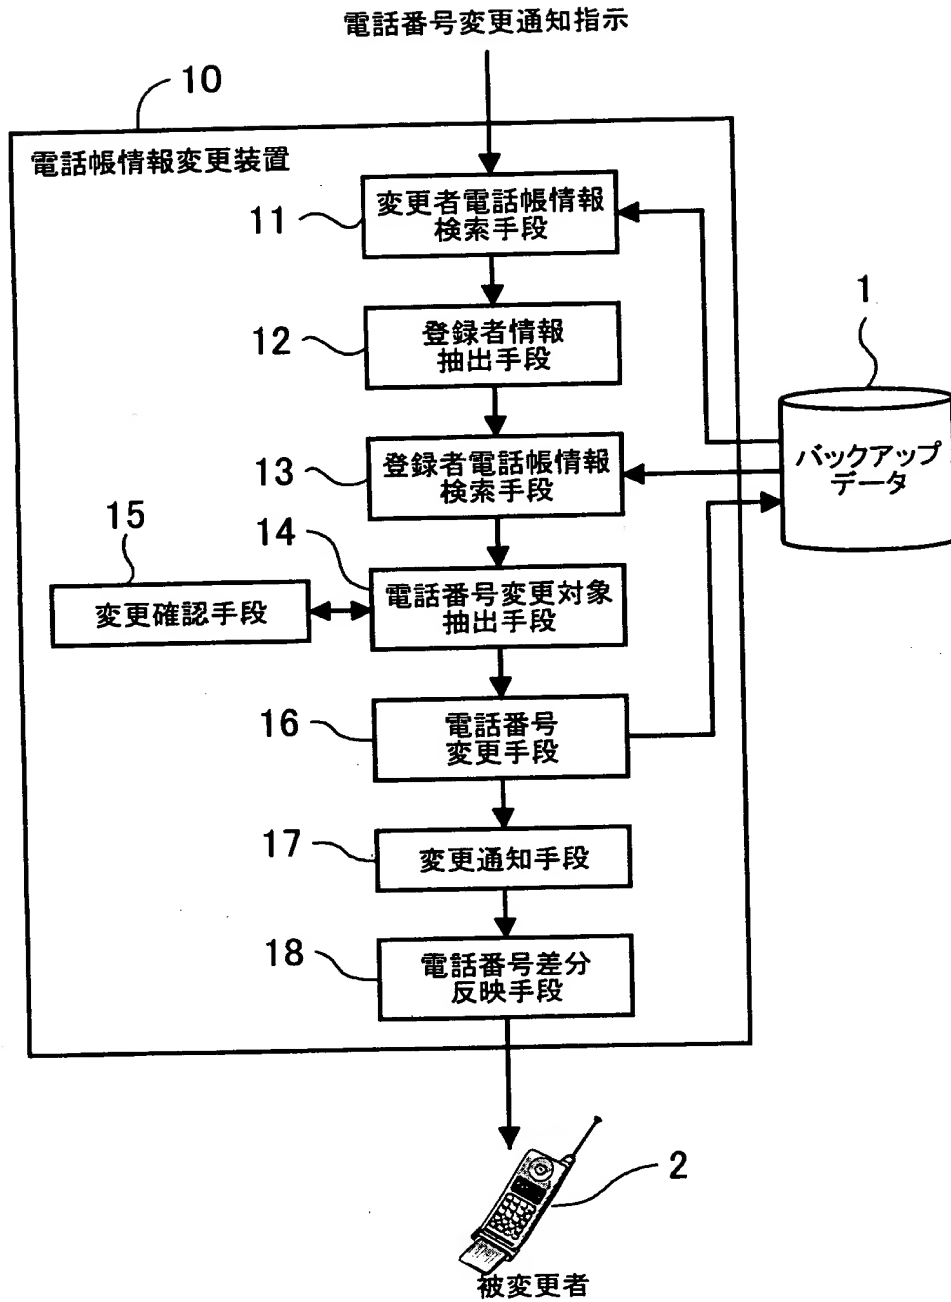 電話番号変更通知指示
10
電話帳情報変更装置
11
変更者電話帳情報
検索手段
1
12
登録者情報
抽出手段
バックアップ
データ
13
登録者電話帳情報
検索手段
15
14
変更確認手段
電話番号変更対象
抽出手段
16
電話番号
変更手段
17
変更通知手段
18
電話番号差分
反映手段
2
被変更者